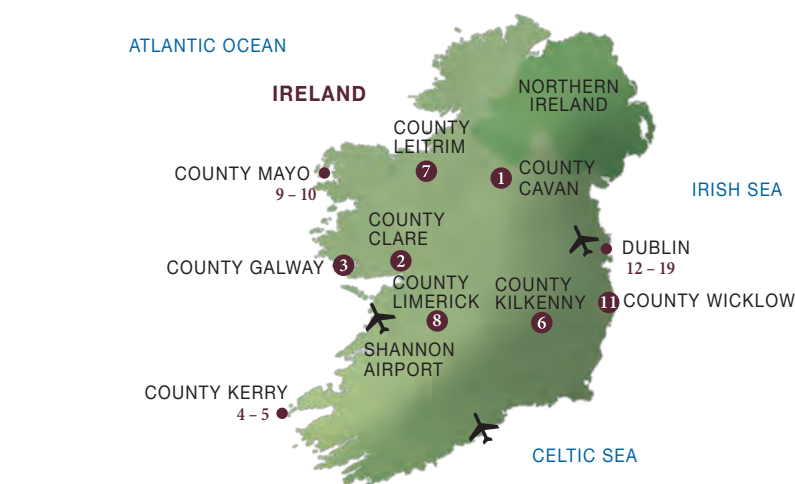 ATLANTIC OCEAN
IRELAND
NORTHERN
IRELAND
COUNTY
LEITRIM
7
COUNTY MAYO
9 – 10
1
COUNTY
CAVAN
IRISH SEA
COUNTY
CLARE
2
COUNTY GALWAY
3
DUBLIN
12 – 19
COUNTY
LIMERICK
8
COUNTY
KILKENNY
6
11
COUNTY WICKLOW
SHANNON
AIRPORT
COUNTY KERRY
4 – 5
CELTIC SEA